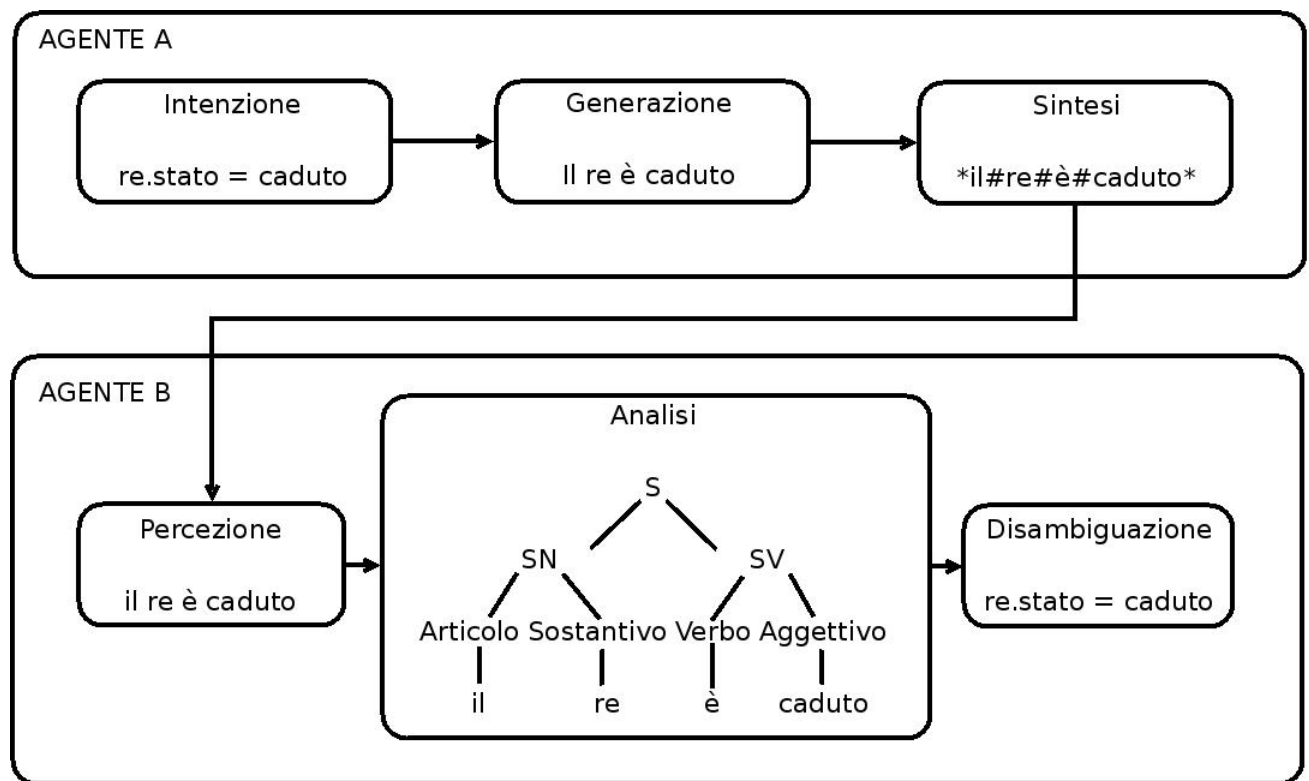 AGENTE A
Intenzione
re.stato = caduto
Generazione
Il re è caduto
Sintesi
*il#re#è#caduto*
AGENTE B
Percezione
il re è caduto
Analisi
S
SN SV
Articolo Sostantivo Verbo Aggettivo
il re è caduto
Disambiguazione
re.stato = caduto